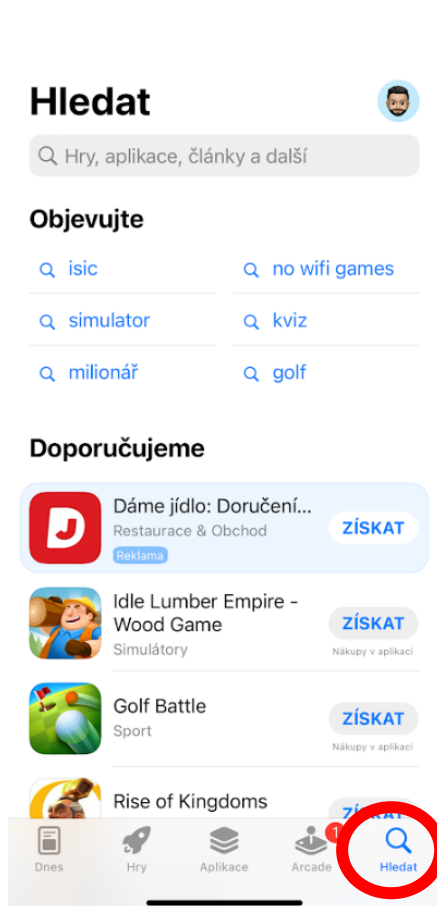 Hledat
Hry, aplikace, články a další
Objevujte
isic
no wifi games
simulator
kviz
milionář
golf
Doporučujeme
Dáme jídlo: Doručení...
Restaurace & Obchod
Reklama
ZÍSKAT
Idle Lumber Empire -
Wood Game
Simulátory
ZÍSKAT
Nákupy v aplikaci
Golf Battle
Sport
ZÍSKAT
Nákupy v aplikaci
Rise of Kingdoms
ZÍSKAT
1
Dnes
Hry
Aplikace
Arcade
Hledat